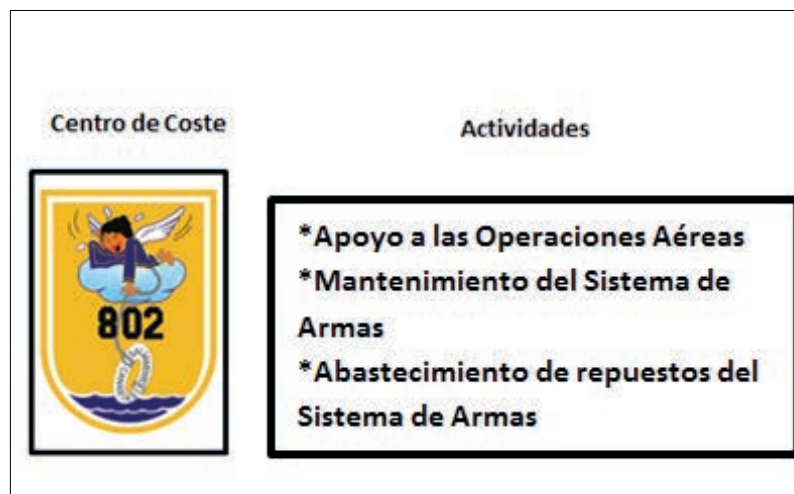 Centro de Coste
Actividades
802
*Apoyo a las Operaciones Aéreas
*Mantenimiento del Sistema de
Armas
*Abastecimiento de repuestos del
Sistema de Armas